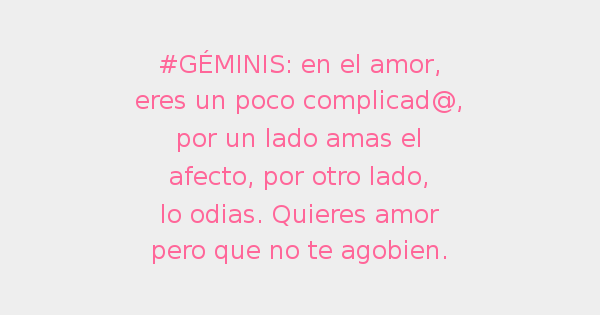 #GÉMINIS: en el amor,
eres un poco complicad@,
por un lado amas el
afecto, por otro lado,
lo odias. Quieres amor
pero que no te agobien.